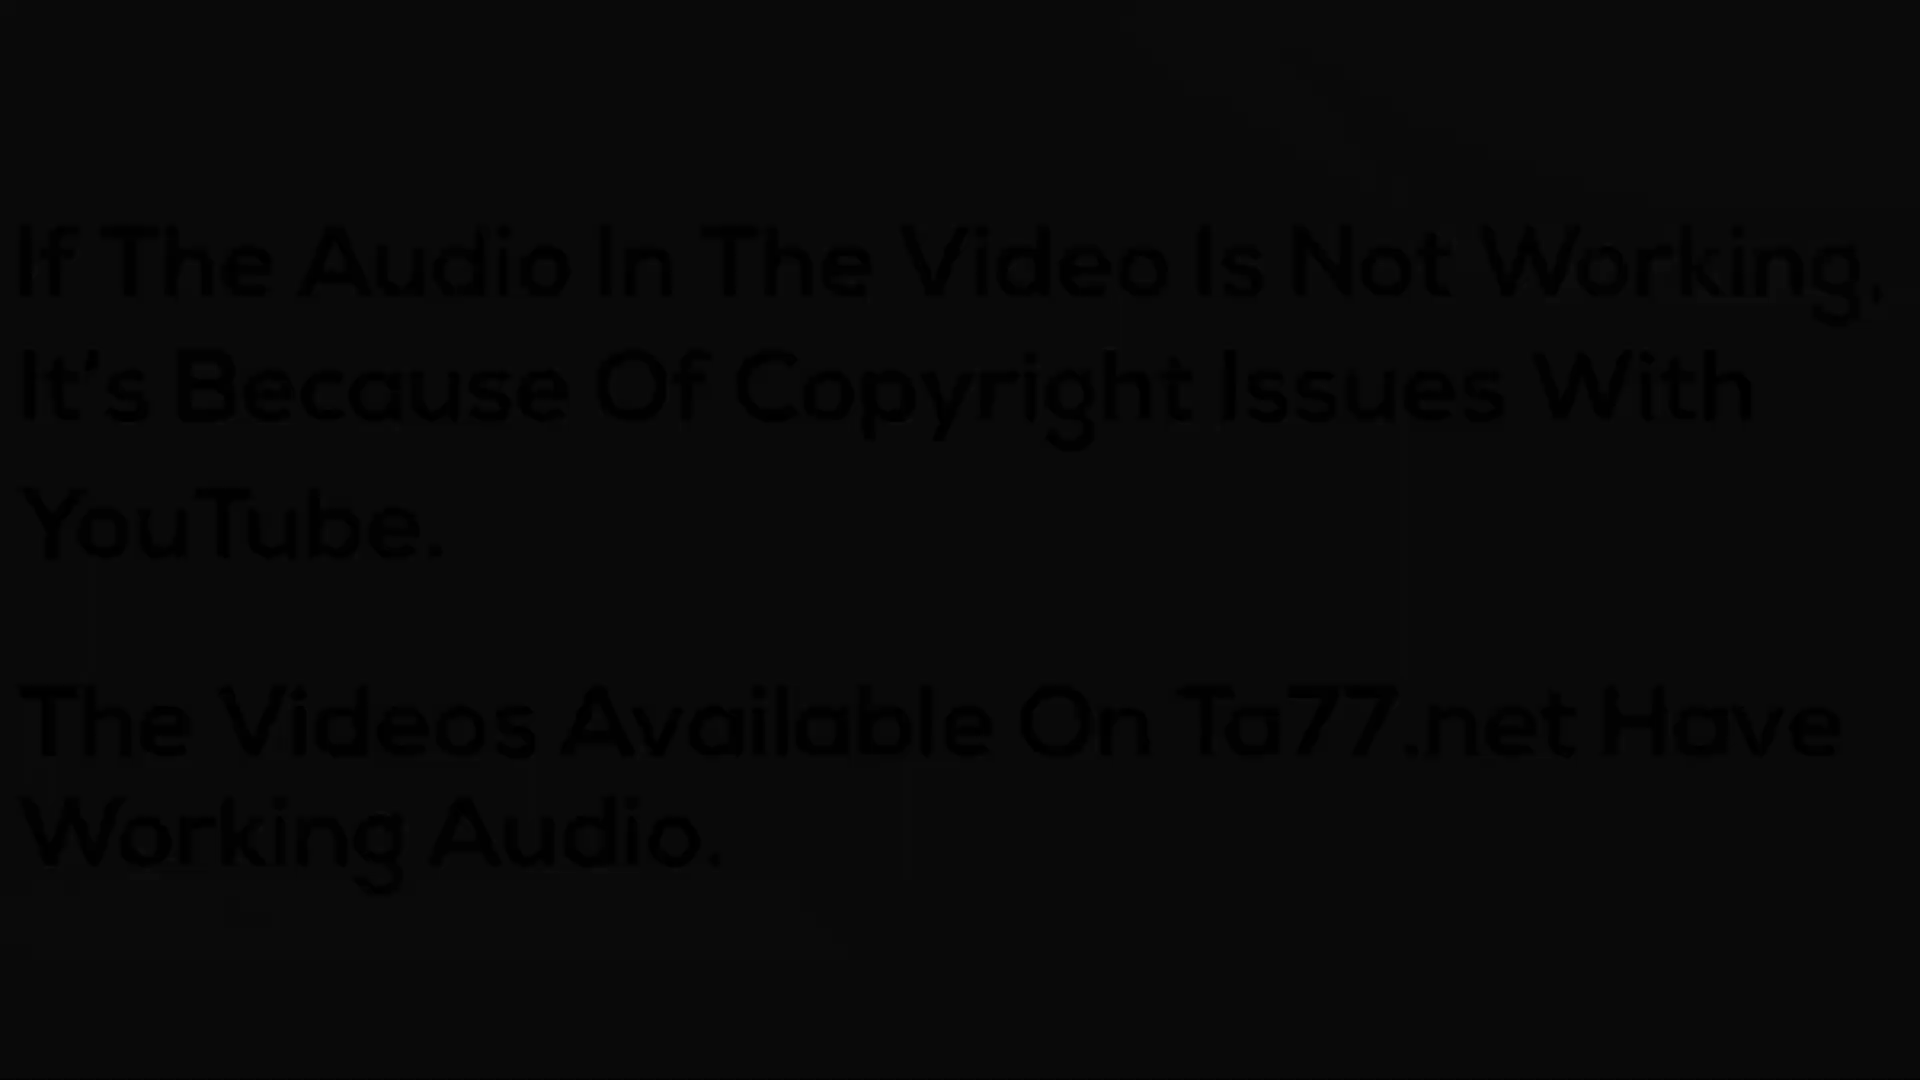 If The Audio In The Video Is Not Working,
It's Because Of Copyright Issues With
YouTube.
The Videos Available On Ta77.net Have
Working Audio.